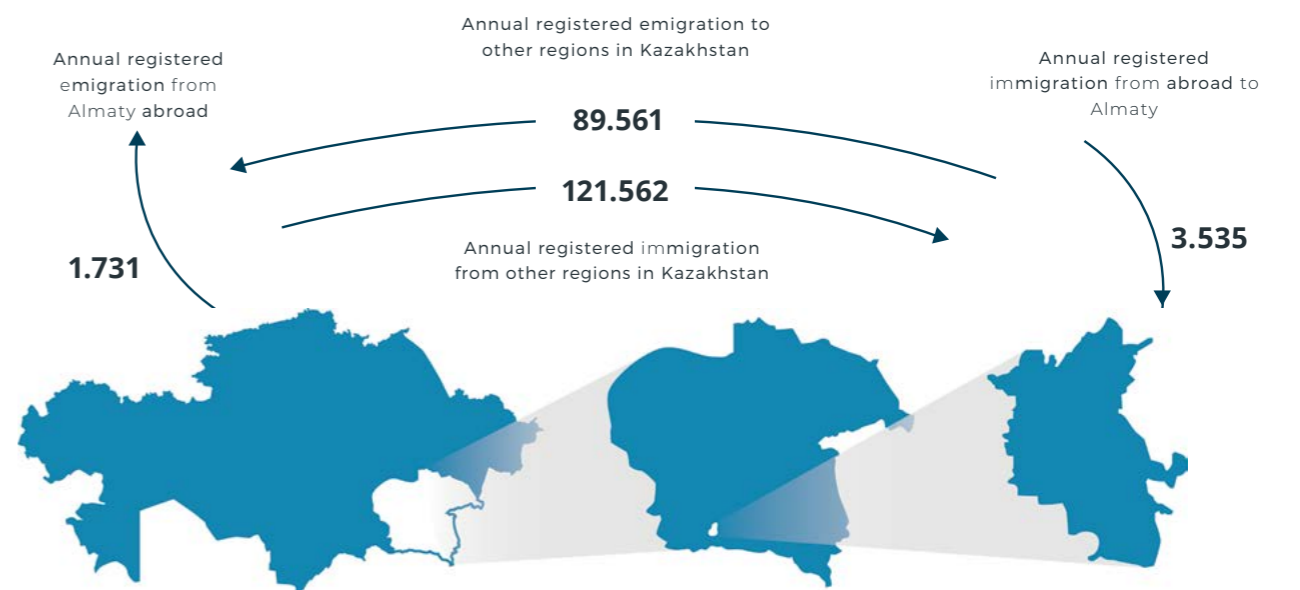 Annual registered emigration to
other regions in Kazakhstan
Annual registered
emigration from
Almaty abroad
Annual registered
immigration from abroad to
Almaty
89.561
121.562
Annual registered immigration
from other regions in Kazakhstan
1.731
3.535